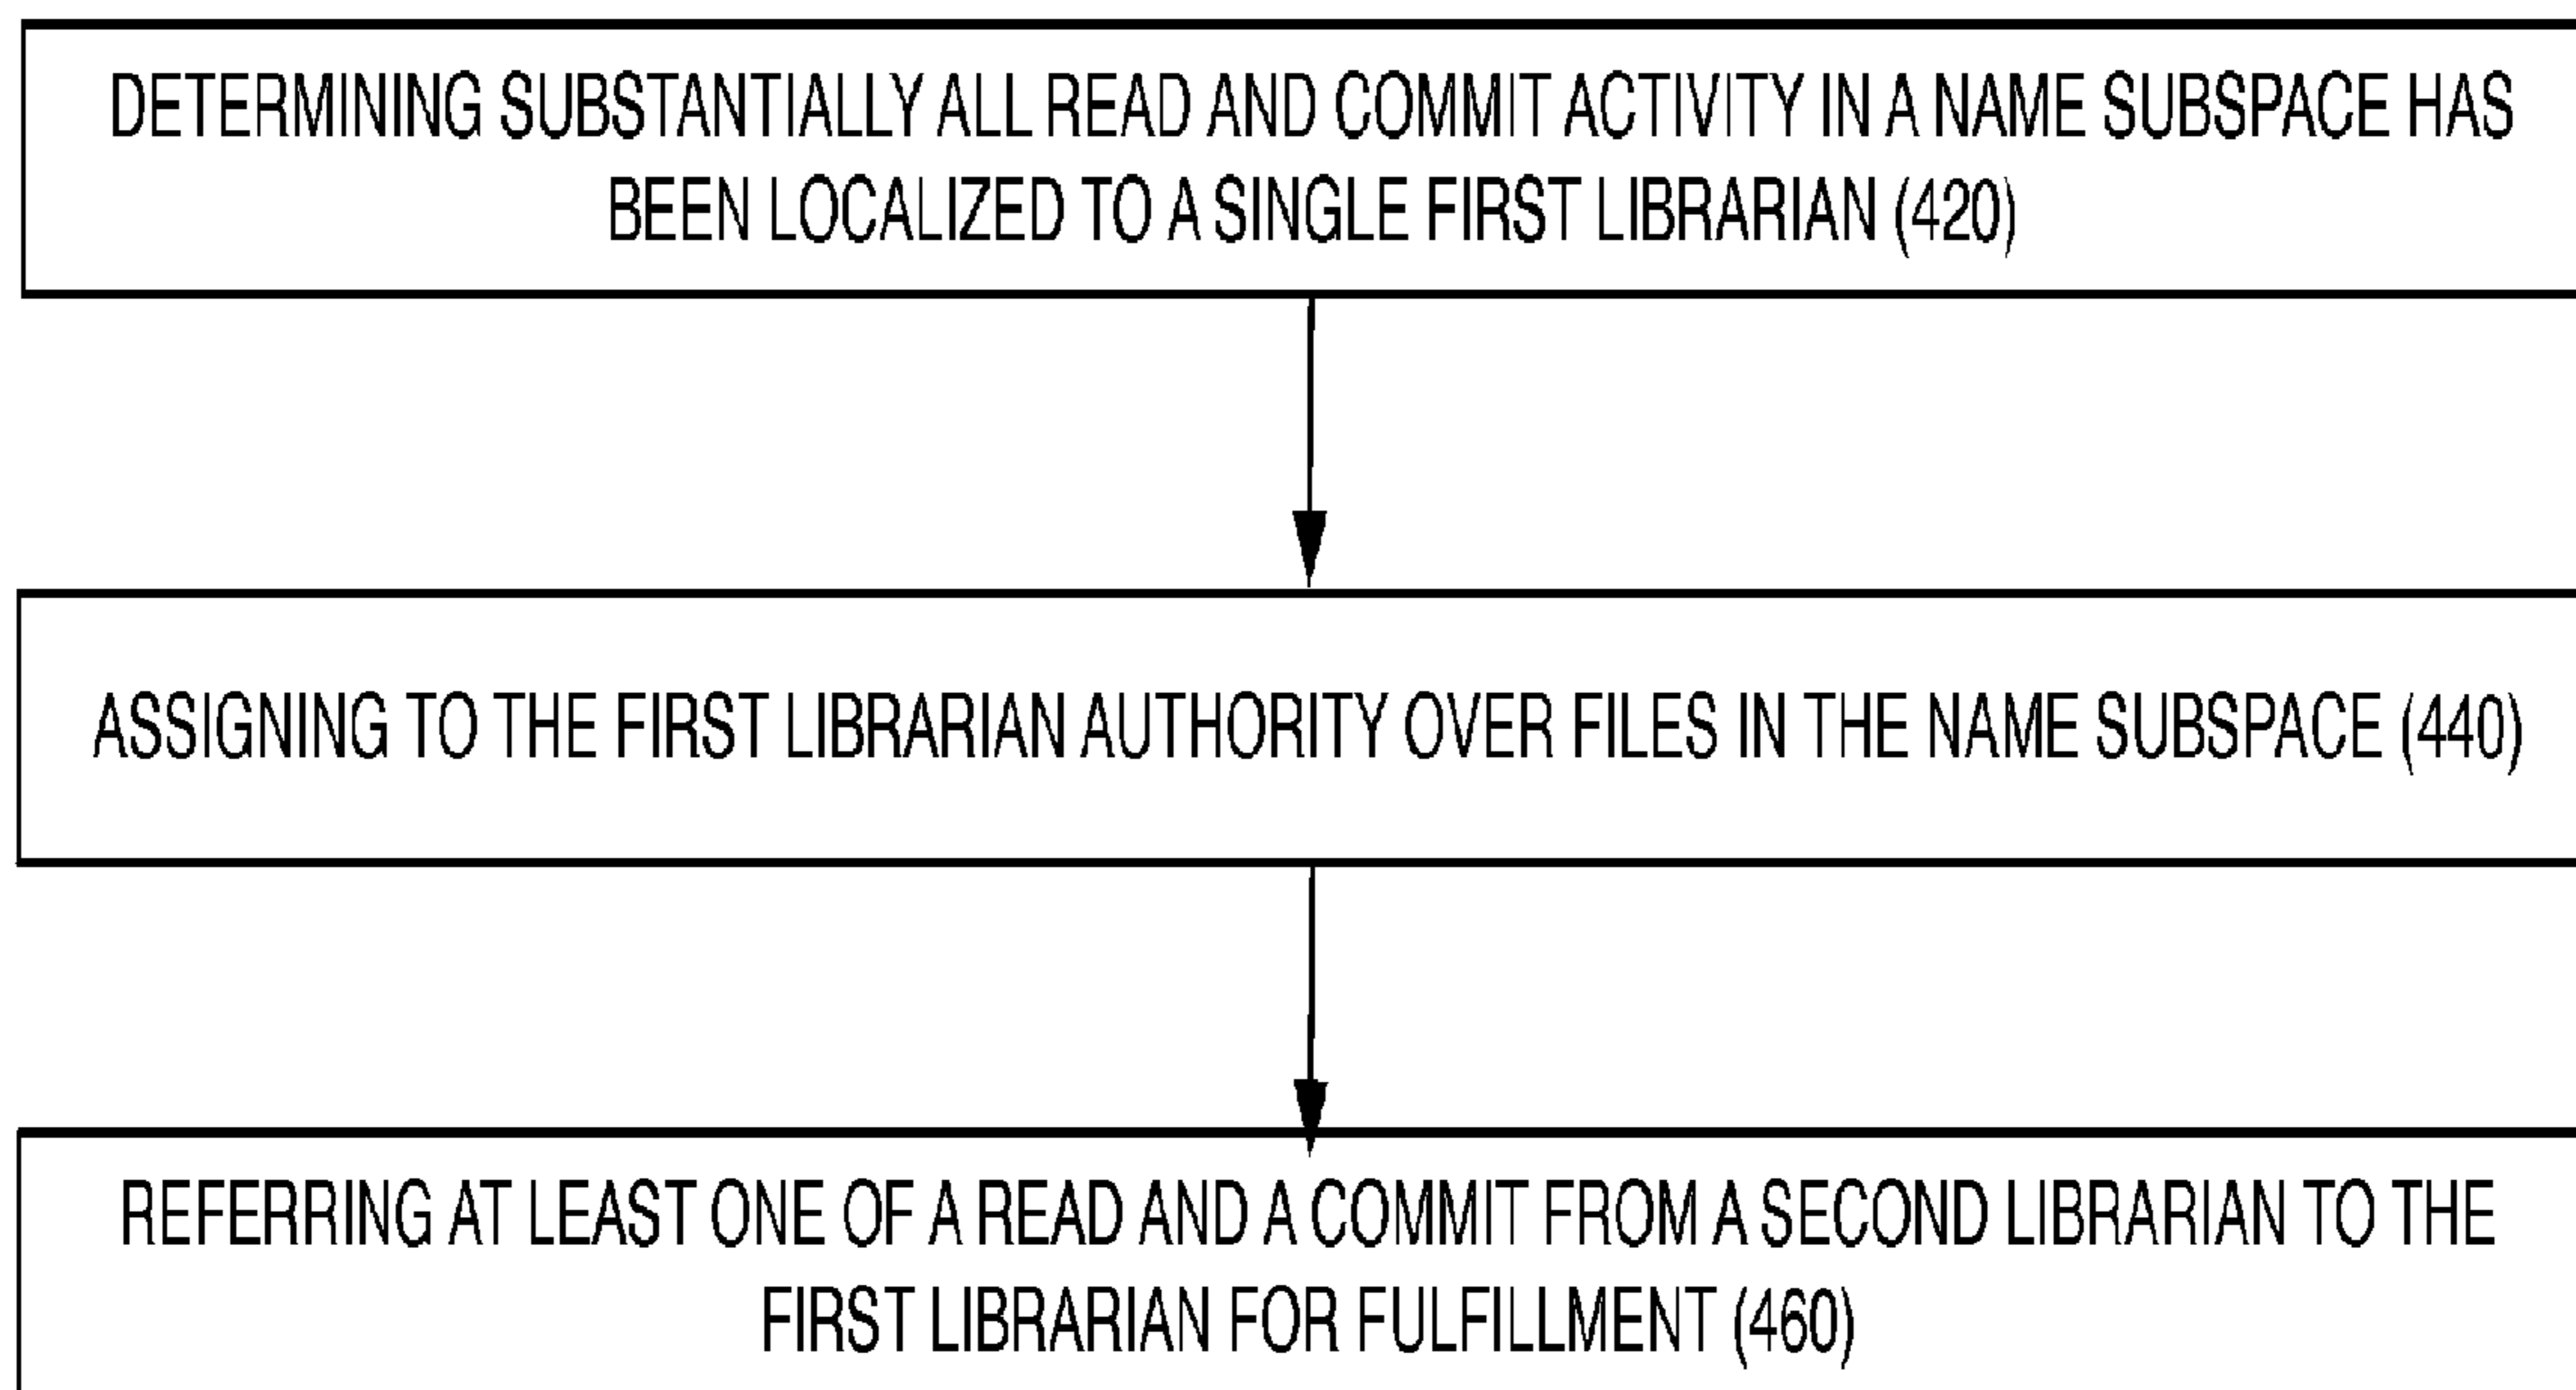 DETERMINING SUBSTANTIALLY ALL READ AND COMMIT ACTIVITY IN A NAME SUBSPACE HAS
BEEN LOCALIZED TO A SINGLE FIRST LIBRARIAN (420)
ASSIGNING TO THE FIRST LIBRARIAN AUTHORITY OVER FILES IN THE NAME SUBSPACE (440)
REFERRING AT LEAST ONE OF A READ AND A COMMIT FROM A SECOND LIBRARIAN TO THE
FIRST LIBRARIAN FOR FULFILLMENT (460)